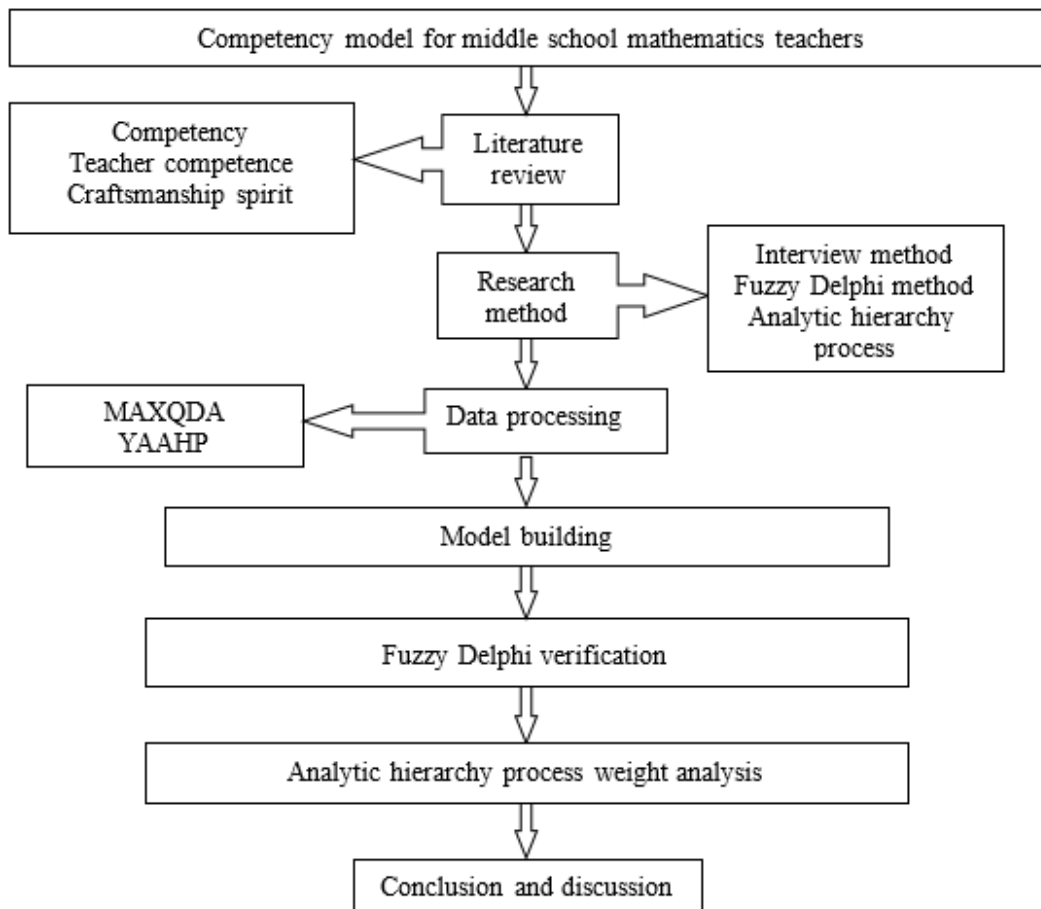 Competency model for middle school mathematics teachers
Competency
Teacher competence
Craftsmanship spirit
Literature
review
Research
method
Interview method
Fuzzy Delphi method
Analytic hierarchy
process
MAXQDA
YAAHP
Data processing
Model building
Fuzzy Delphi verification
Analytic hierarchy process weight analysis
Conclusion and discussion